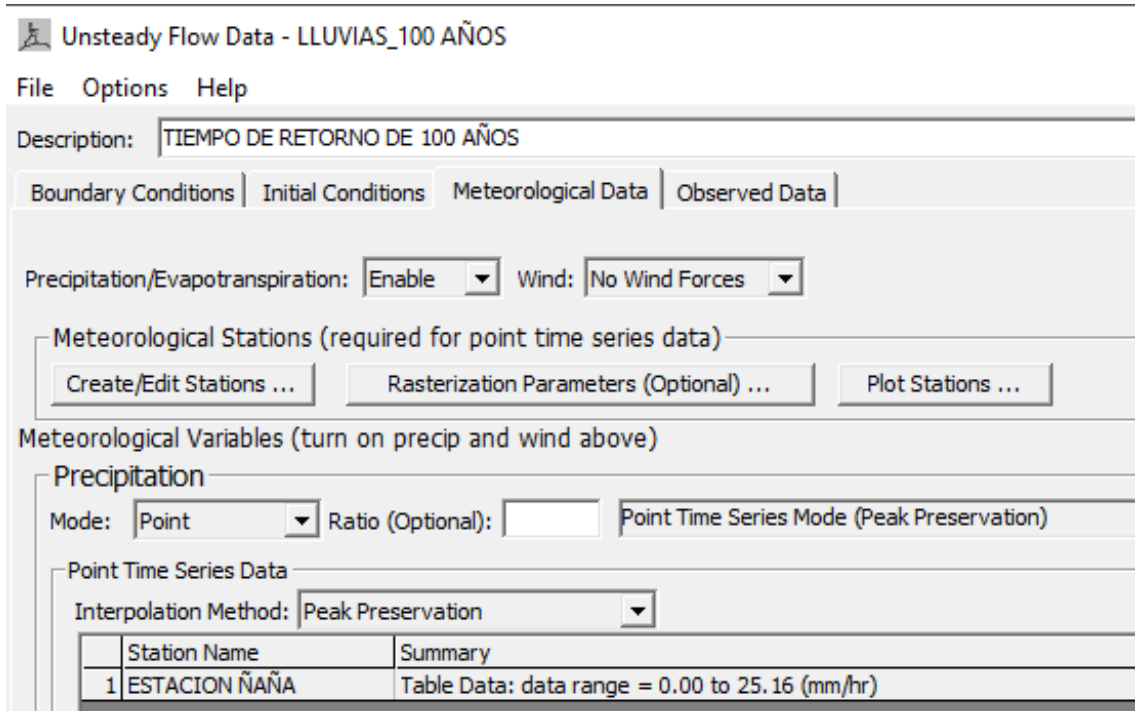 Unsteady Flow Data - LLUVIAS_100 AÑOS
File Options Help
Description: TIEMPO DE RETORNO DE 100 AÑOS
Boundary Conditions Initial Conditions Meteorological Data Observed Data
Precipitation/Evapotranspiration: Enable Wind: No Wind Forces
Meteorological Stations (required for point time series data)
Create/Edit Stations ... Rasterization Parameters (Optional) ... Plot Stations ...
Meteorological Variables (turn on precip and wind above)
Precipitation
Mode: Point Ratio (Optional): Point Time Series Mode (Peak Preservation)
Point Time Series Data
Interpolation Method: Peak Preservation
Station Name Summary
1 ESTACION ÑAÑA Table Data: data range = 0.00 to 25.16 (mm/hr)